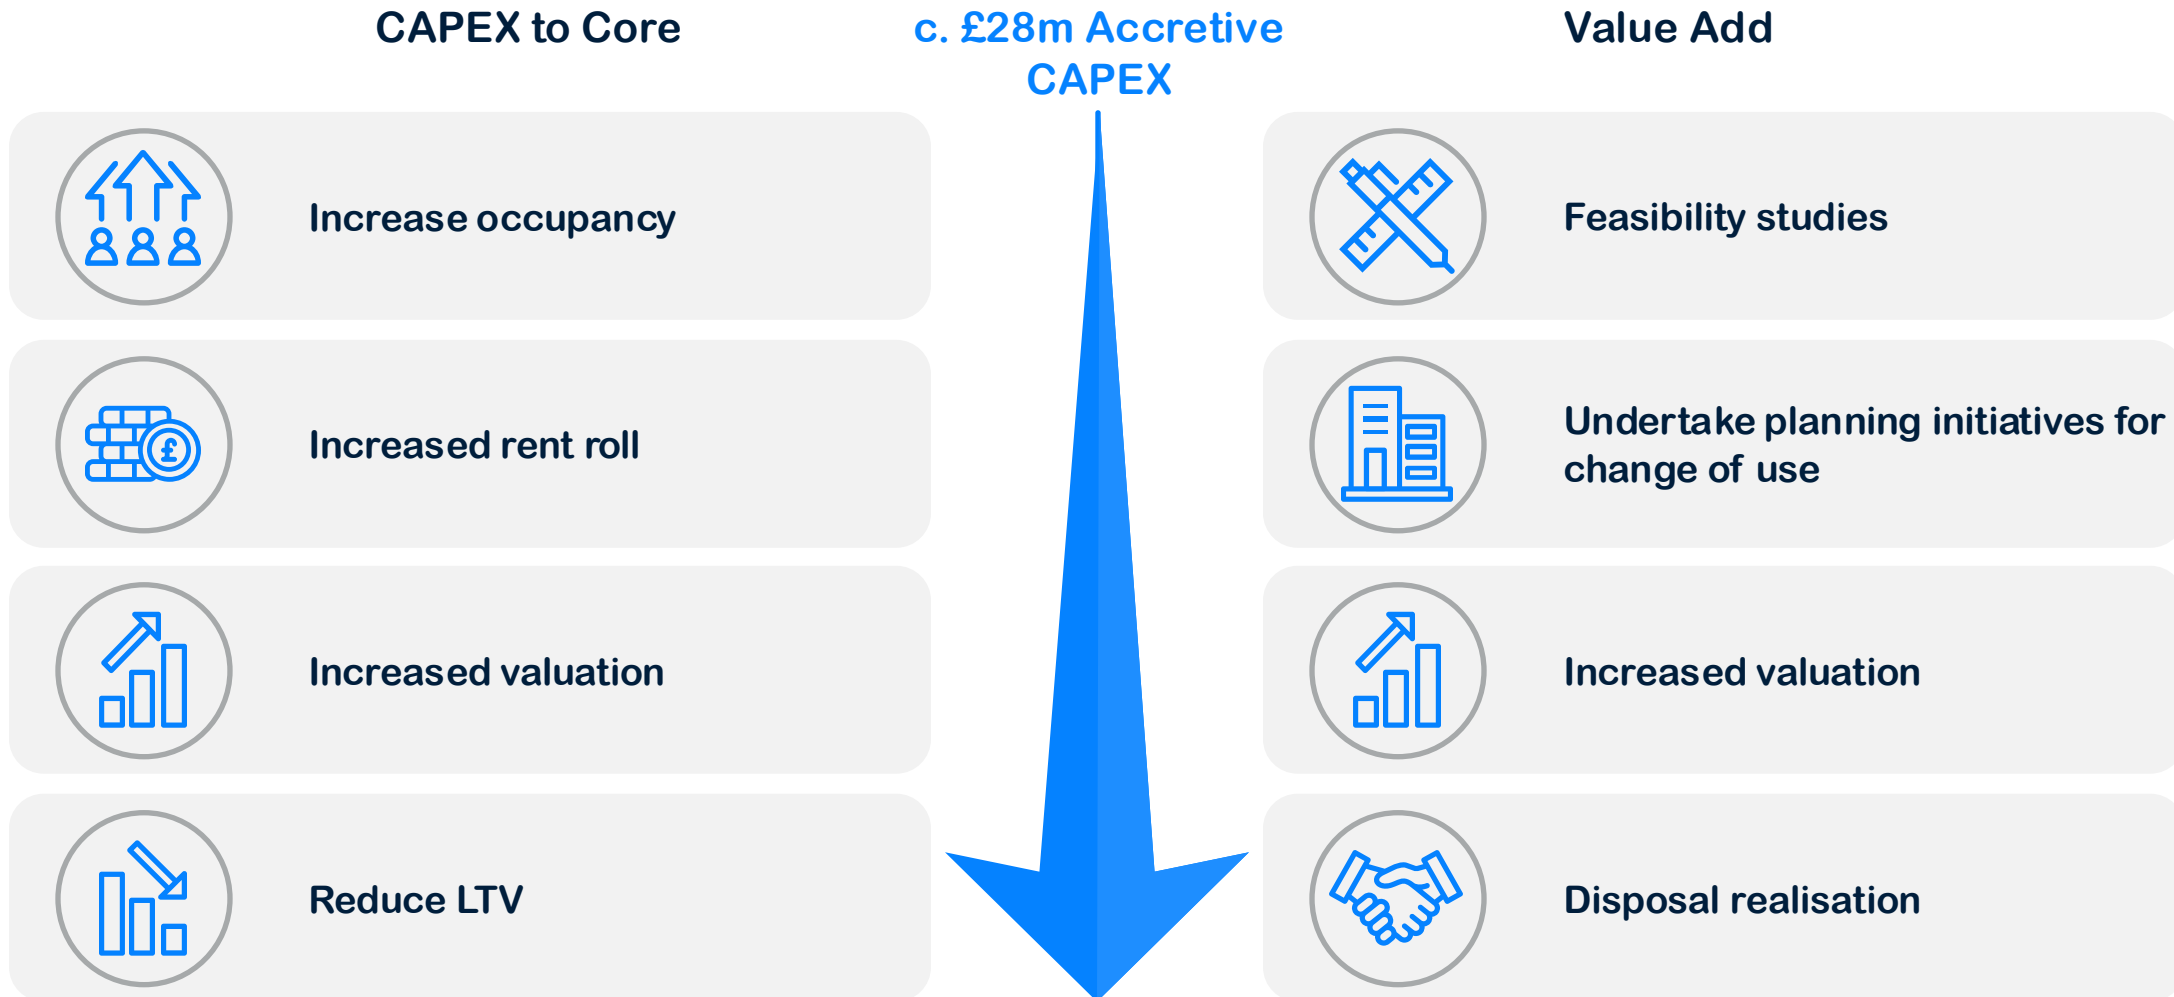 CAPEX to Core
c. £28m Accretive
CAPEX
Value Add
Increase occupancy
Feasibility studies
£
Increased rent roll
Undertake planning initiatives for
change of use
Increased valuation
Increased valuation
Reduce LTV
Disposal realisation